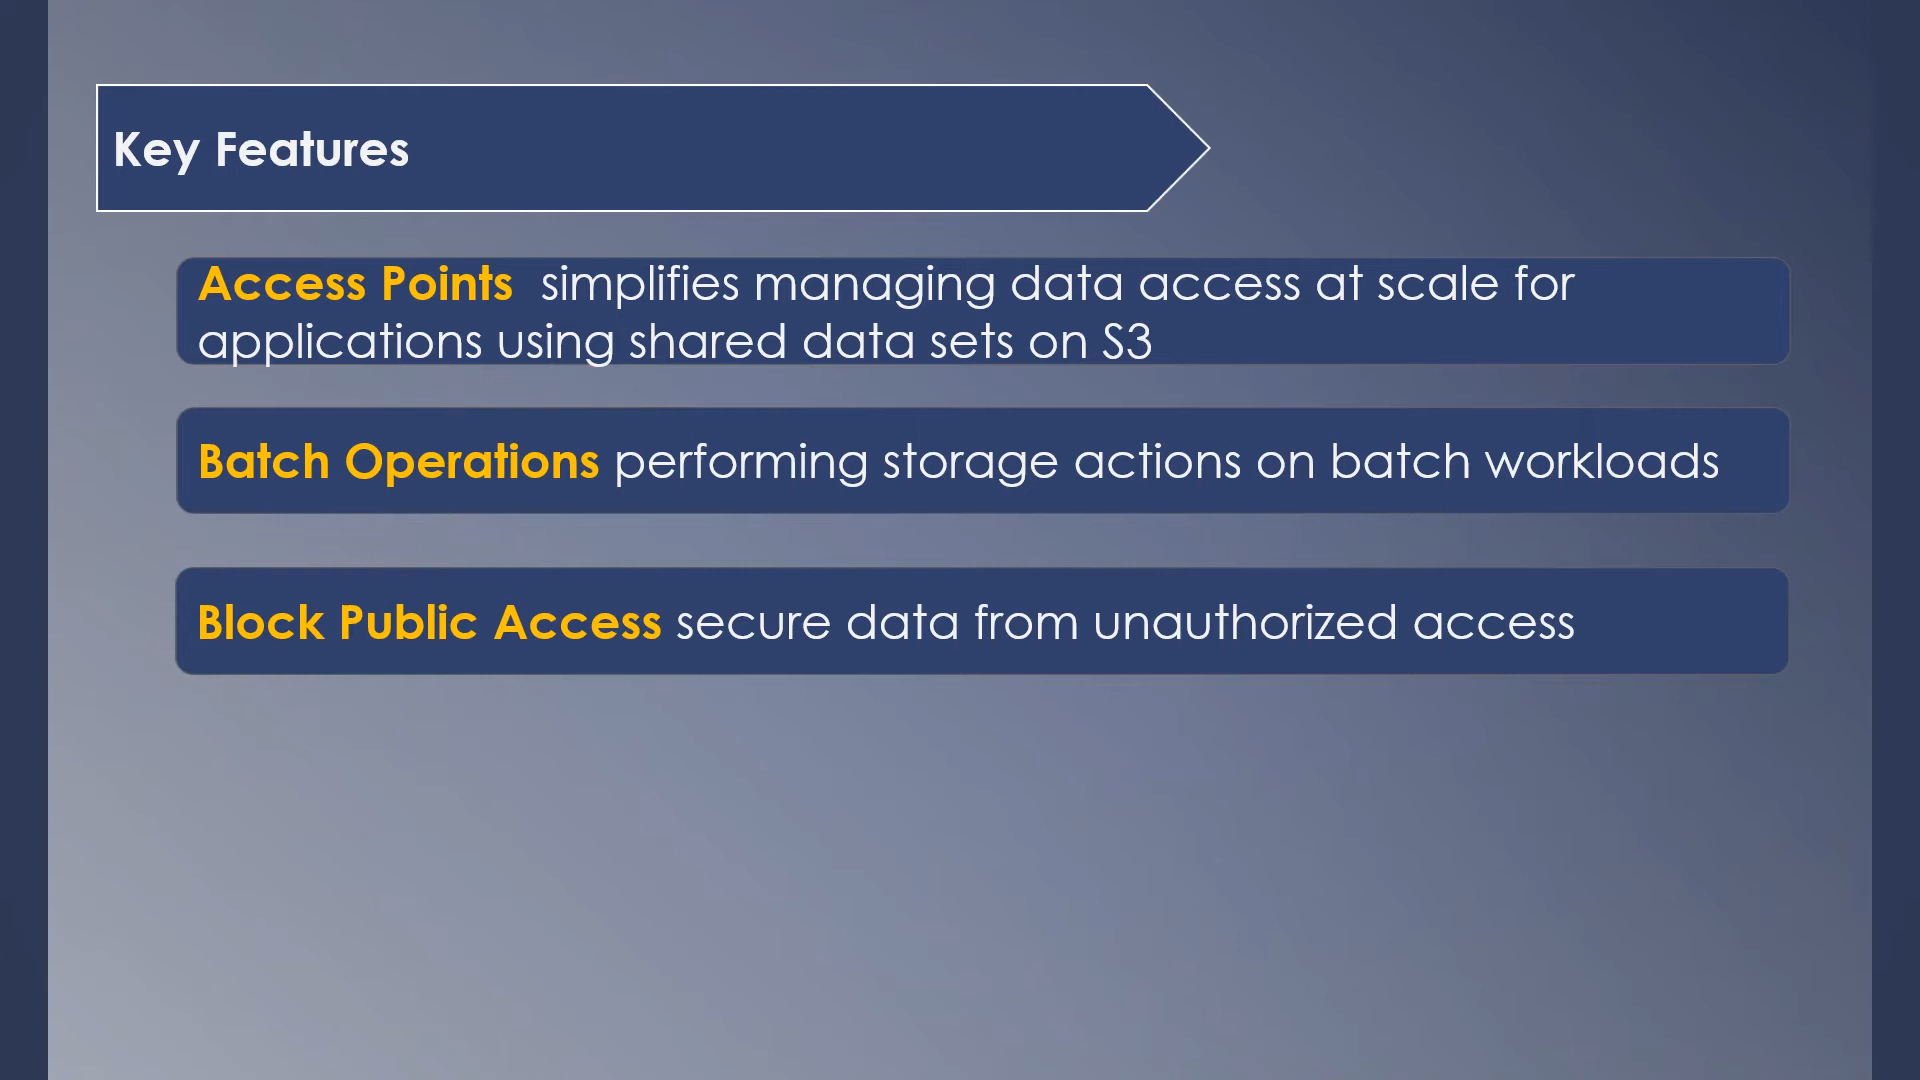 Key Features
Access Points simplifies managing data access at scale for
applications using shared data sets on S3
Batch Operations performing storage actions on batch workloads
Block Public Access secure data from unauthorized access